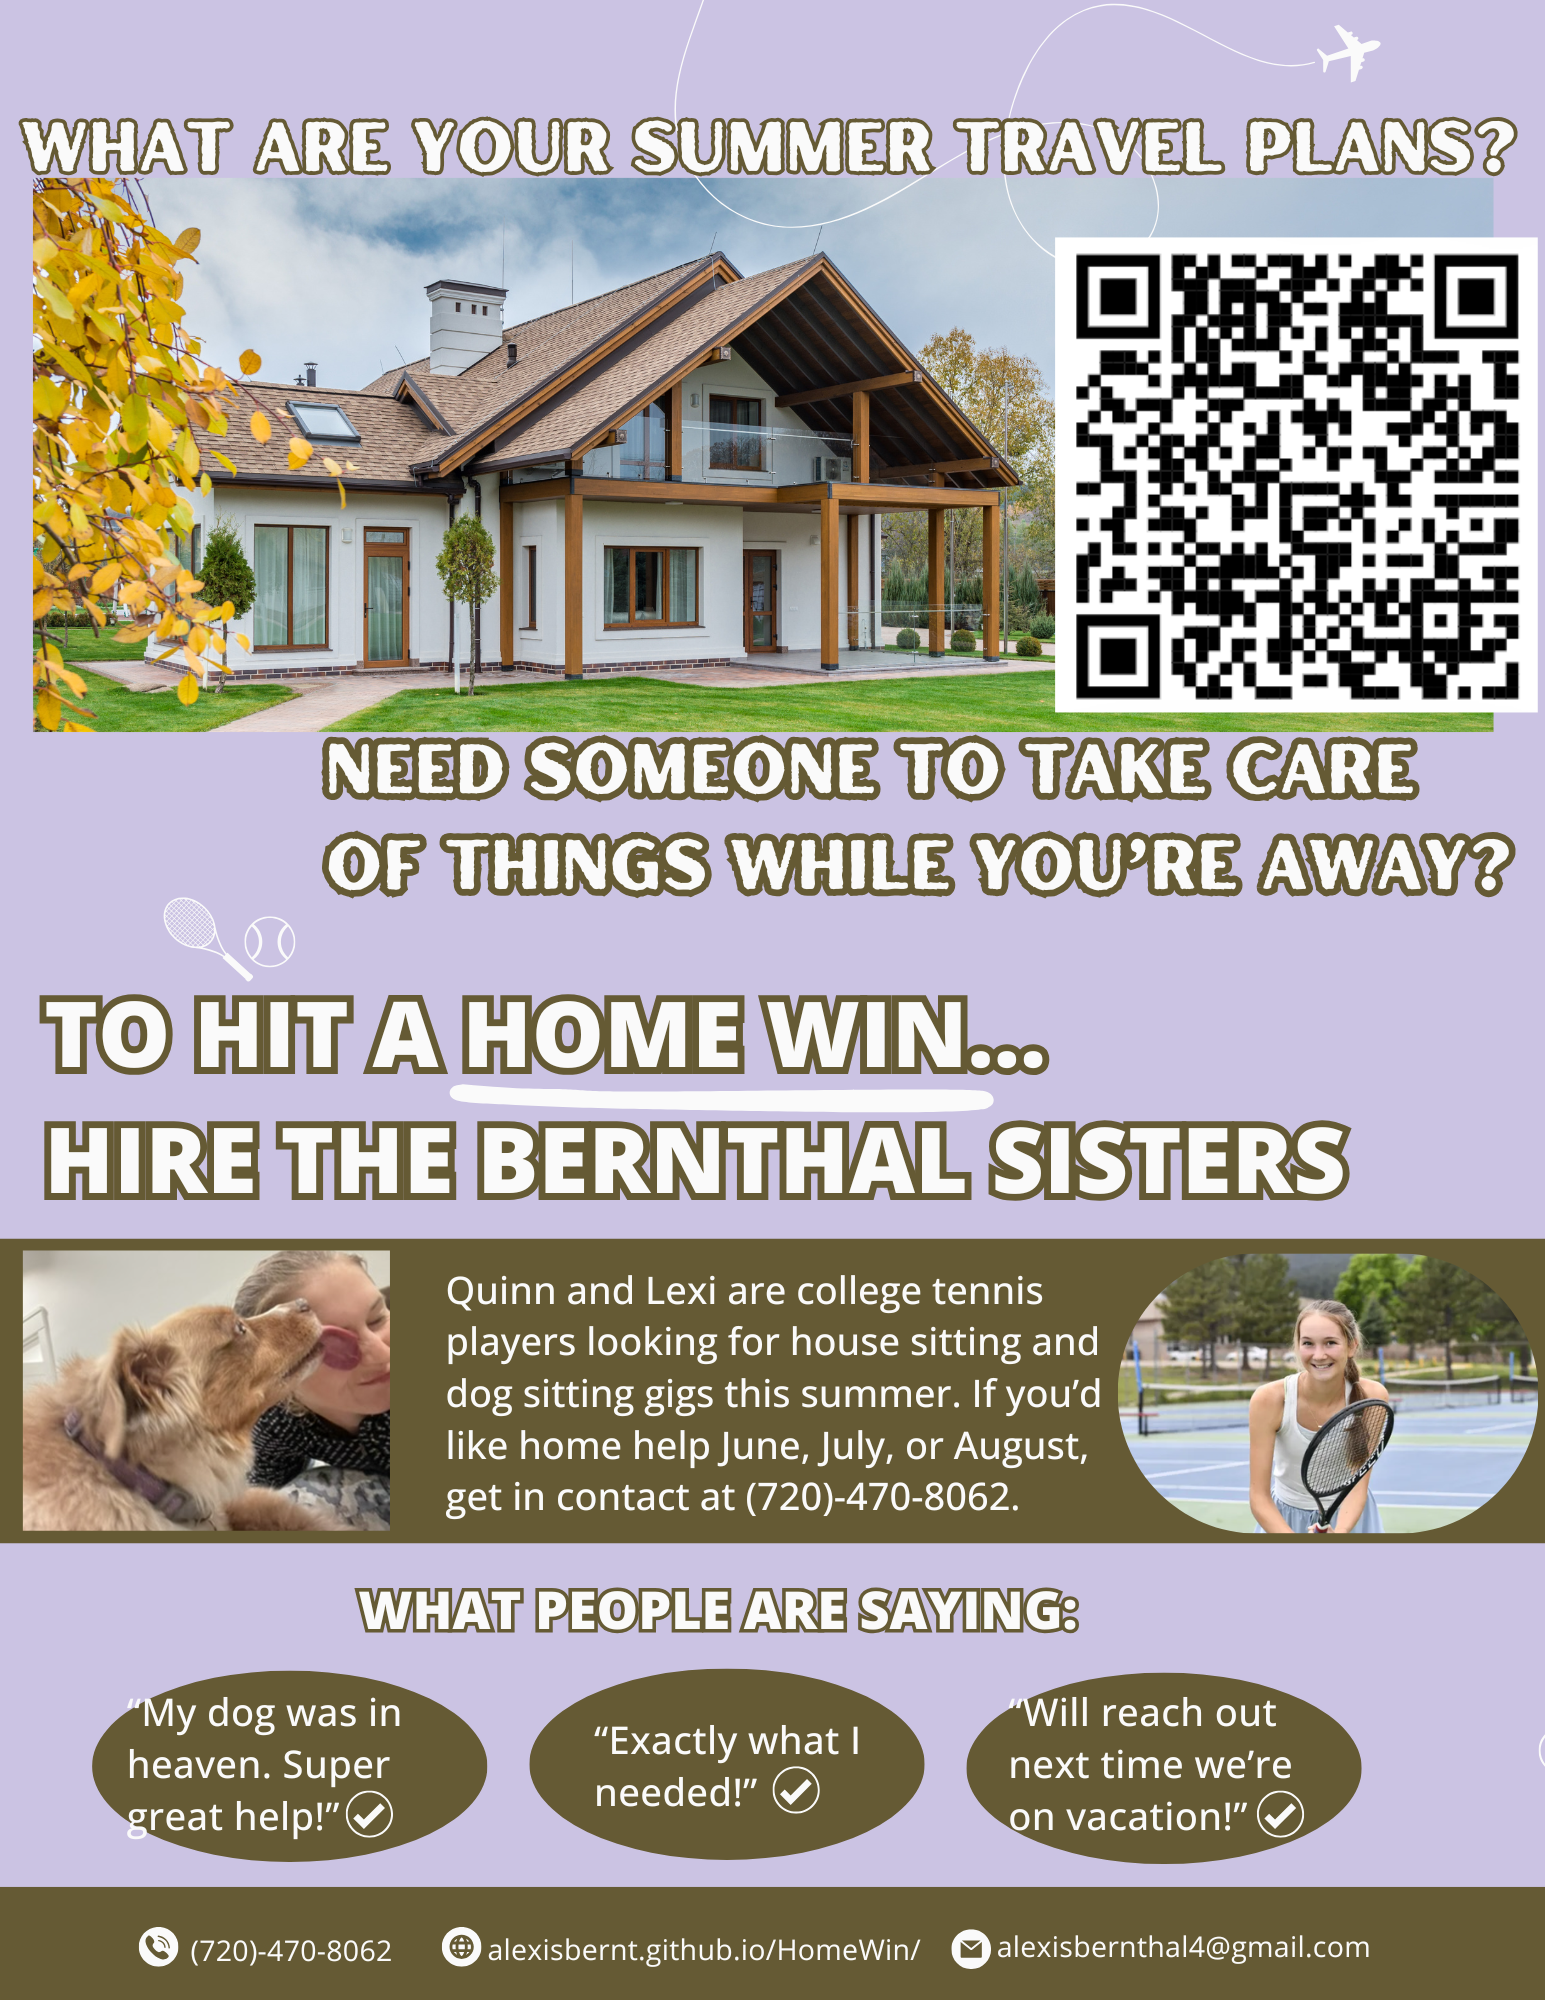 WHAT ARE YOUR SUMMER TRAVEL PLANS?
NEED SOMEONE TO TAKE CARE
OF THINGS WHILE YOU’RE AWAY?
TO HIT A HOME WIN...
HIRE THE BERNTHAL SISTERS
Quinn and Lexi are college tennis
players looking for house sitting and
dog sitting gigs this summer. If you’d
like home help June, July, or August,
get in contact at (720)-470-8062.
WHAT PEOPLE ARE SAYING:
“My dog was in
heaven. Super
great help!”
“Exactly what I
needed!”
“Will reach out
next time we’re
on vacation!”
(720)-470-8062
alexisbernt.github.io/HomeWin/
alexisbernthal4@gmail.com